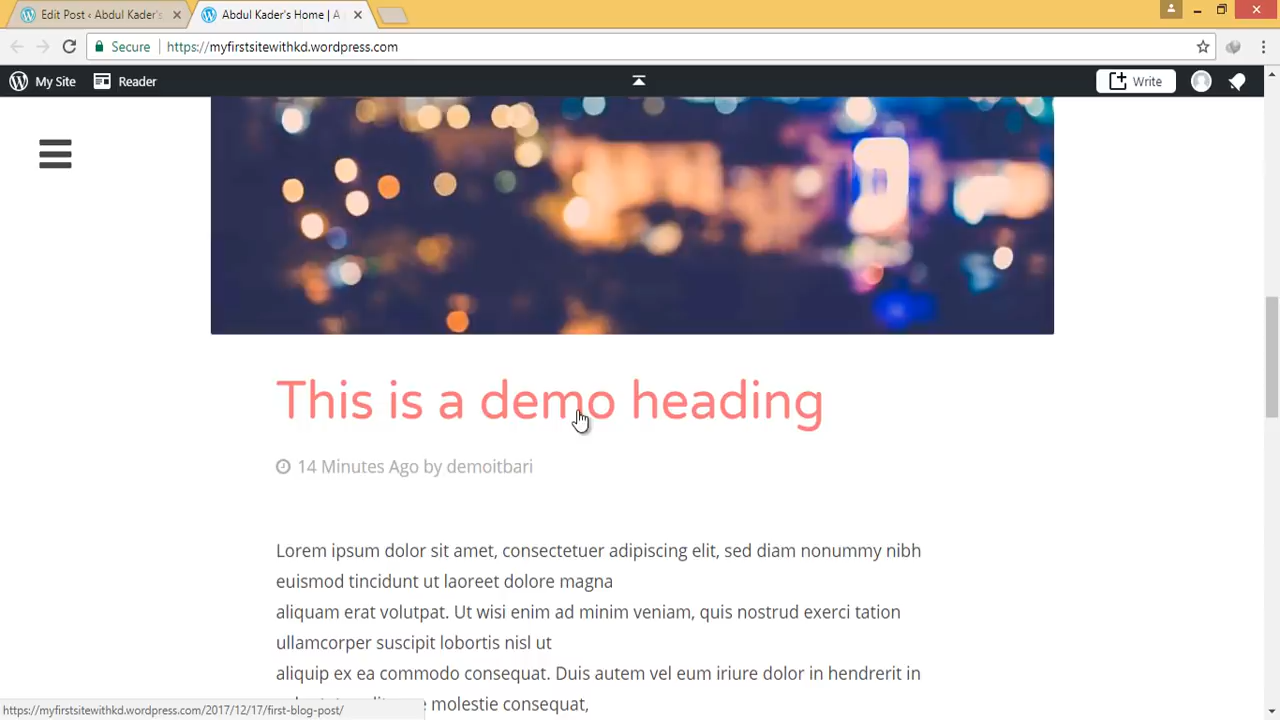 Edit Post ‹ Abdul Kader's
Abdul Kader's Home | A
Secure
https://myfirstsitewithkd.wordpress.com
My Site
Reader
Write
This is a demo heading
14 Minutes Ago by demoitbari
Lorem ipsum dolor sit amet, consectetuer adipiscing elit, sed diam nonummy nibh
euismod tincidunt ut laoreet dolore magna
aliquam erat volutpat. Ut wisi enim ad minim veniam, quis nostrud exerci tation
ullamcorper suscipit lobortis nisl ut
aliquip ex ea commodo consequat. Duis autem vel eum iriure dolor in hendrerit in
molestie consequat,
https://myfirstsitewithkd.wordpress.com/2017/12/17/first-blog-post/